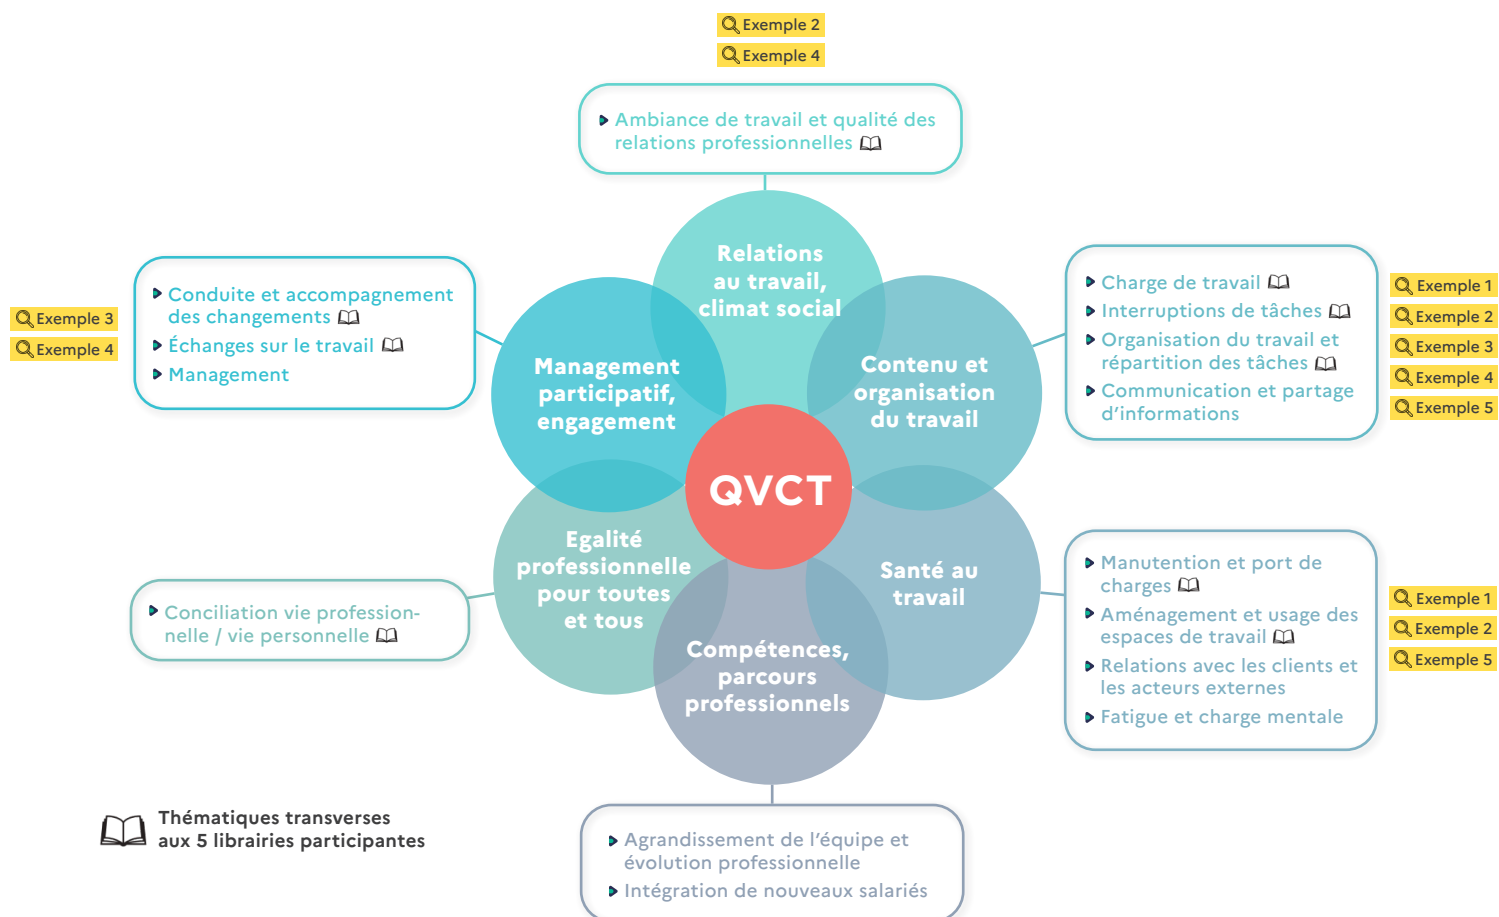 Exemple 2
Exemple 4
Ambiance de travail et qualité des
relations professionnelles
Relations
au travail,
climat social
Conduite et accompagnement
des changements
Échanges sur le travail
Management
Exemple 3
Exemple 4
Management
participatif,
engagement
Contenu et
organisation
du travail
Charge de travail
Interruptions de tâches
Organisation du travail et
répartition des tâches
Communication et partage
d'informations
Exemple 1
Exemple 2
Exemple 3
Exemple 4
Exemple 5
QVCT
Egalité
professionnelle
pour toutes
et tous
Conciliation vie profession-
nelle / vie personnelle
Santé au
travail
Manutention et port de
charges
Aménagement et usage des
espaces de travail
Relations avec les clients et
les acteurs externes
Fatigue et charge mentale
Exemple 1
Exemple 2
Exemple 5
Compétences,
parcours
professionnels
Agrandissement de l'équipe et
évolution professionnelle
Intégration de nouveaux salariés
Thématiques transverses
aux 5 librairies participantes